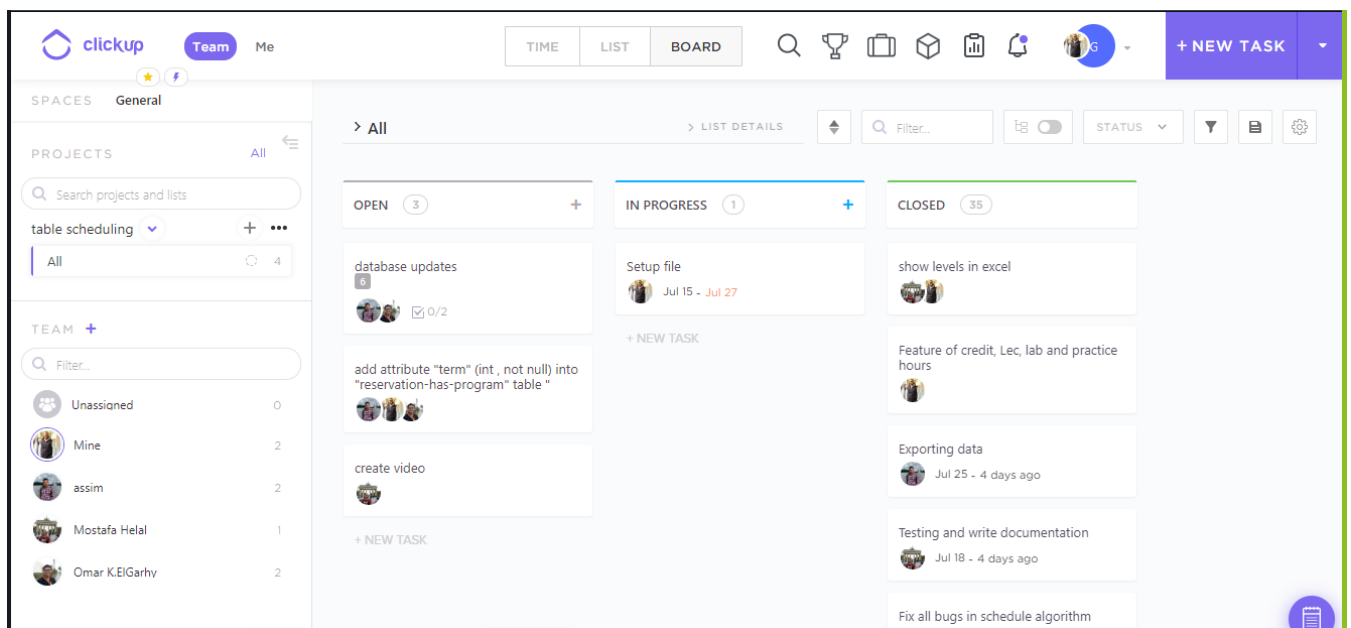 clickup
Team
Me
TIME
LIST
BOARD
G
+ NEW TASK
SPACES
General
PROJECTS
All
Search projects and lists
table scheduling
All
4
TEAM +
Filter...
Unassigned
0
Mine
2
assim
2
Mostafa Helal
1
Omar K.ElGarhy
2
> All
> LIST DETAILS
Filter...
STATUS
OPEN
3
+
database updates
6
0/2
add attribute "term" (int , not null) into
"reservation-has-program" table "
create video
+ NEW TASK
IN PROGRESS
1
+
Setup file
Jul 15 - Jul 27
+ NEW TASK
CLOSED
35
show levels in excel
Feature of credit, Lec, lab and practice
hours
Exporting data
Jul 25 - 4 days ago
Testing and write documentation
Jul 18 - 4 days ago
Fix all bugs in schedule algorithm